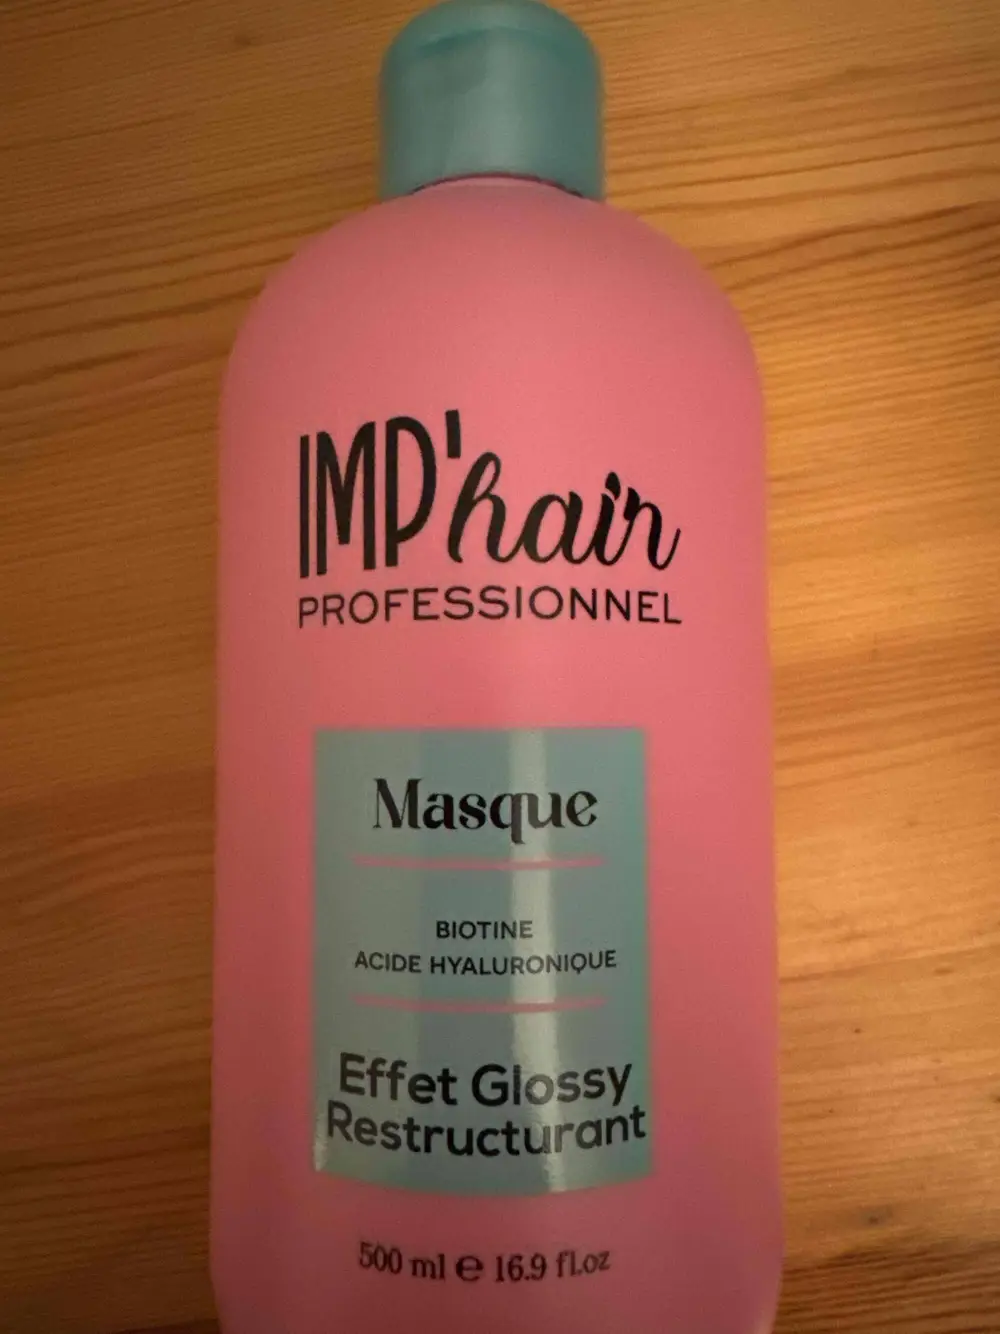 IMP'hair
PROFESSIONNEL
Masque
BIOTINE
ACIDE HYALURONIQUE
Effet Glossy
Restructurant
500 ml e 16.9 fl.oz